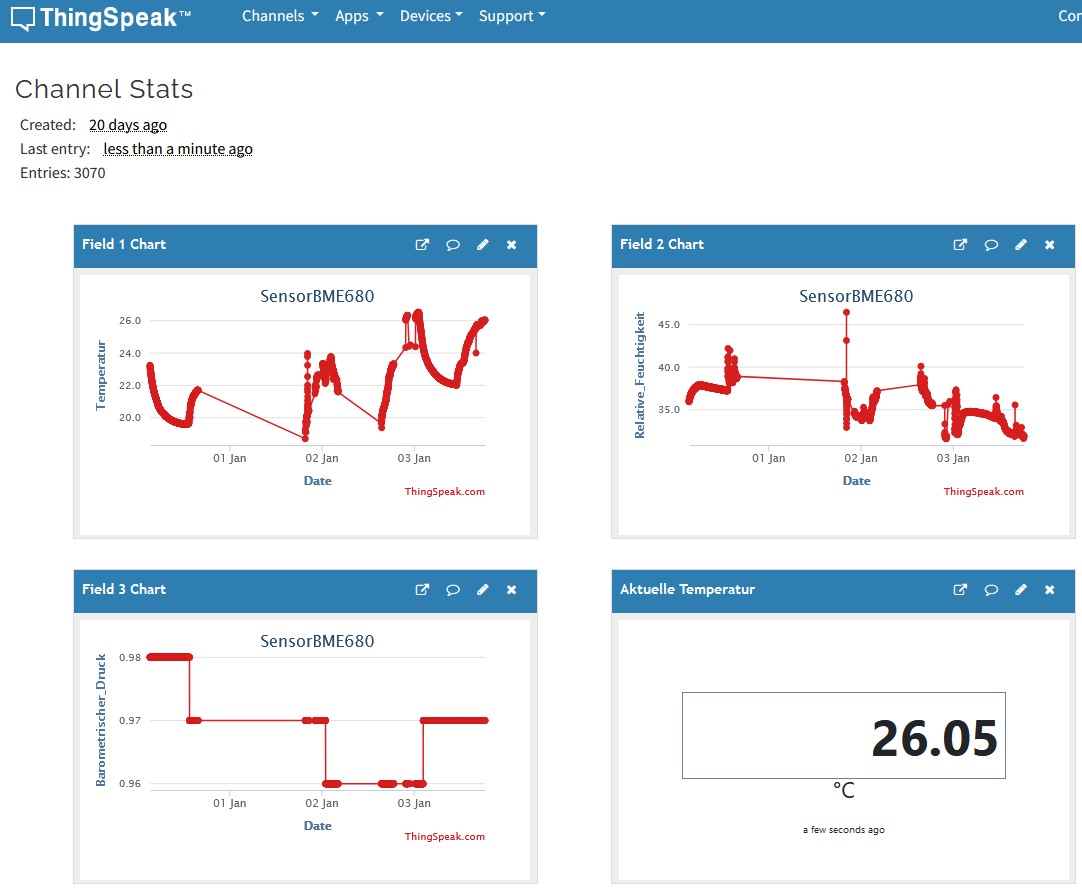 ThingSpeak™ Channels Apps Devices Support Com
Channel Stats
Created: 20 days ago
Last entry: less than a minute ago
Entries: 3070
Field 1 Chart
SensorBME680
Temperatur
26.0
24.0
22.0
20.0
01 Jan 02 Jan 03 Jan
Date
ThingSpeak.com
Field 2 Chart
SensorBME680
Relative_Feuchtigkeit
45.0
40.0
35.0
01 Jan 02 Jan 03 Jan
Date
ThingSpeak.com
Field 3 Chart
SensorBME680
Barometrischer_Druck
0.98
0.97
0.96
01 Jan 02 Jan 03 Jan
Date
ThingSpeak.com
Aktuelle Temperatur
26.05
°C
a few seconds ago